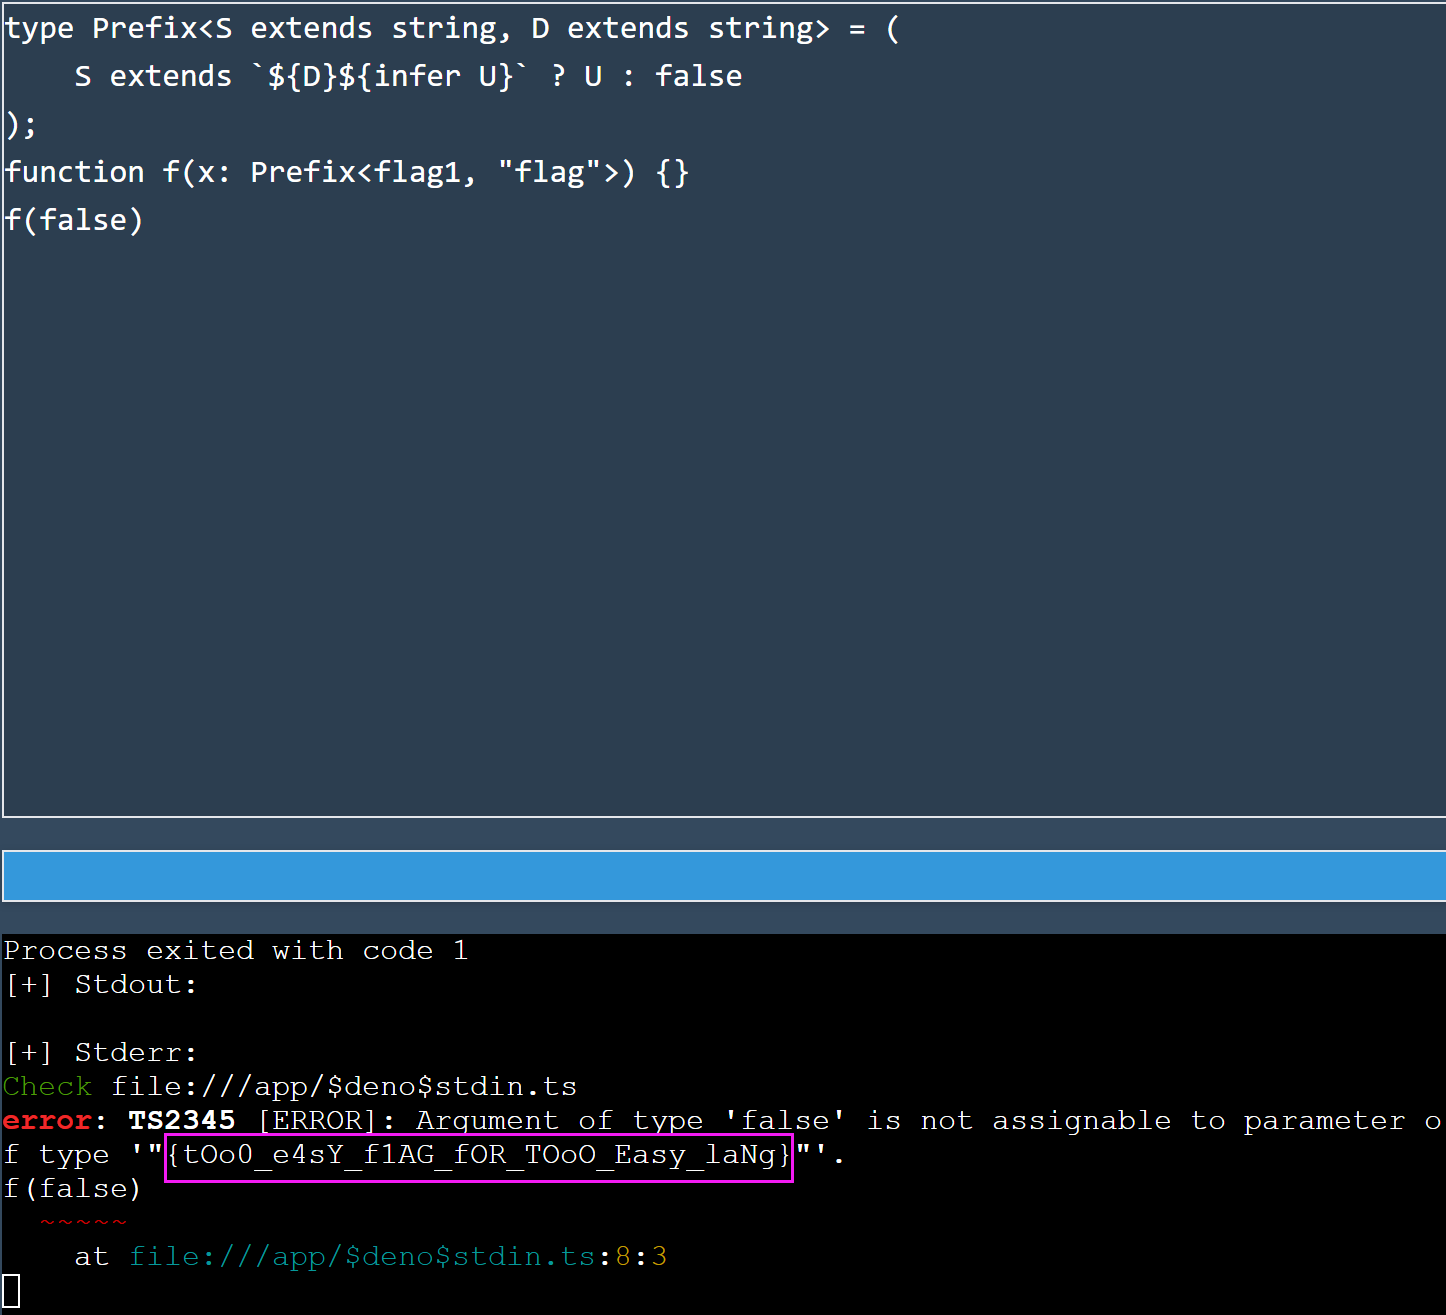 type Prefix<S extends string, D extends string> = (
    S extends `${D}${infer U}` ? U : false
);
function f(x: Prefix<flag1, "flag">) {}
f(false)
Process exited with code 1
[+] Stdout:
[+] Stderr:
Check file:///app/$deno$stdin.ts
error: TS2345 [ERROR]: Argument of type 'false' is not assignable to parameter o
f type '"{tOo0_e4sY_f1AG_fOR_TOoO_Easy_laNg}"'.
f(false)
  ~~~~~
    at file:///app/$deno$stdin.ts:8:3